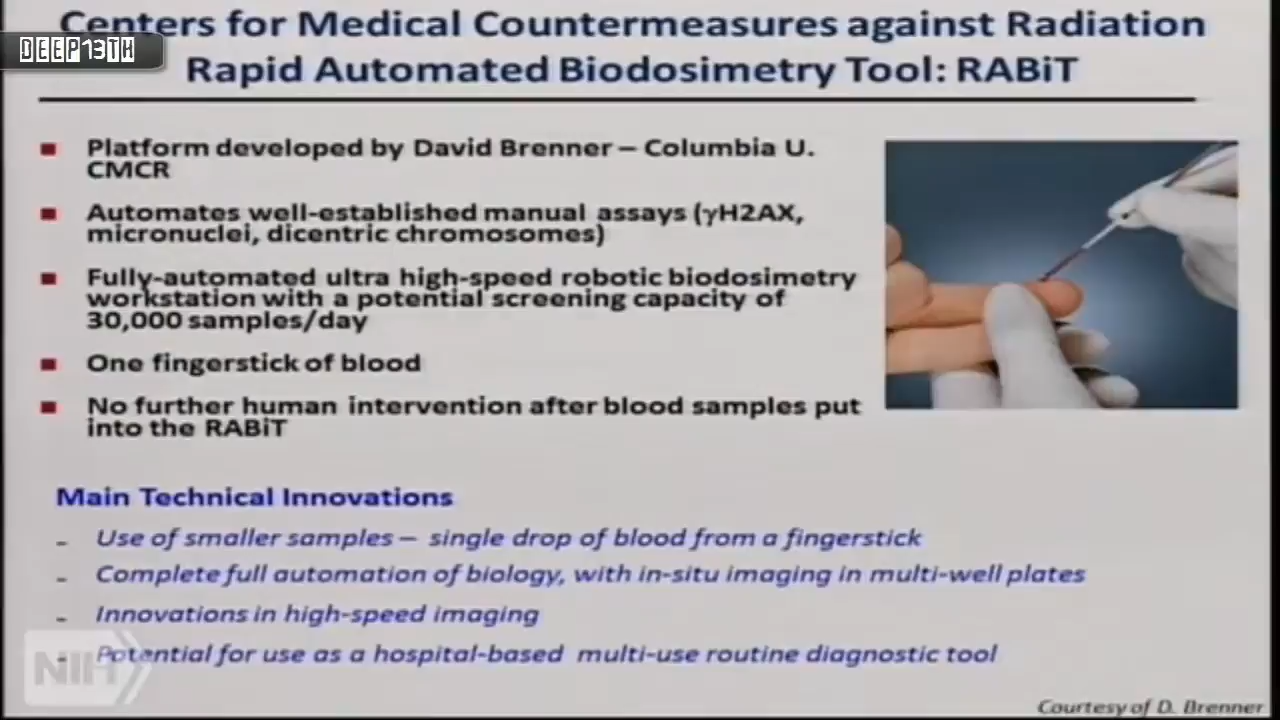 Centers for Medical Countermeasures against Radiation
DEEP13TH
Rapid Automated Biodosimetry Tool: RABiT
Platform developed by David Brenner – Columbia U.
CMCR
Automates well-established manual assays (γH2AX,
micronuclei, dicentric chromosomes)
Fully-automated ultra high-speed robotic biodosimetry
workstation with a potential screening capacity of
30,000 samples/day
One fingerstick of blood
No further human intervention after blood samples put
into the RABiT
Main Technical Innovations
- Use of smaller samples – single drop of blood from a fingerstick
- Complete full automation of biology, with in-situ imaging in multi-well plates
- Innovations in high-speed imaging
- Potential for use as a hospital-based multi-use routine diagnostic tool
NIH
Courtesy of D. Brenner